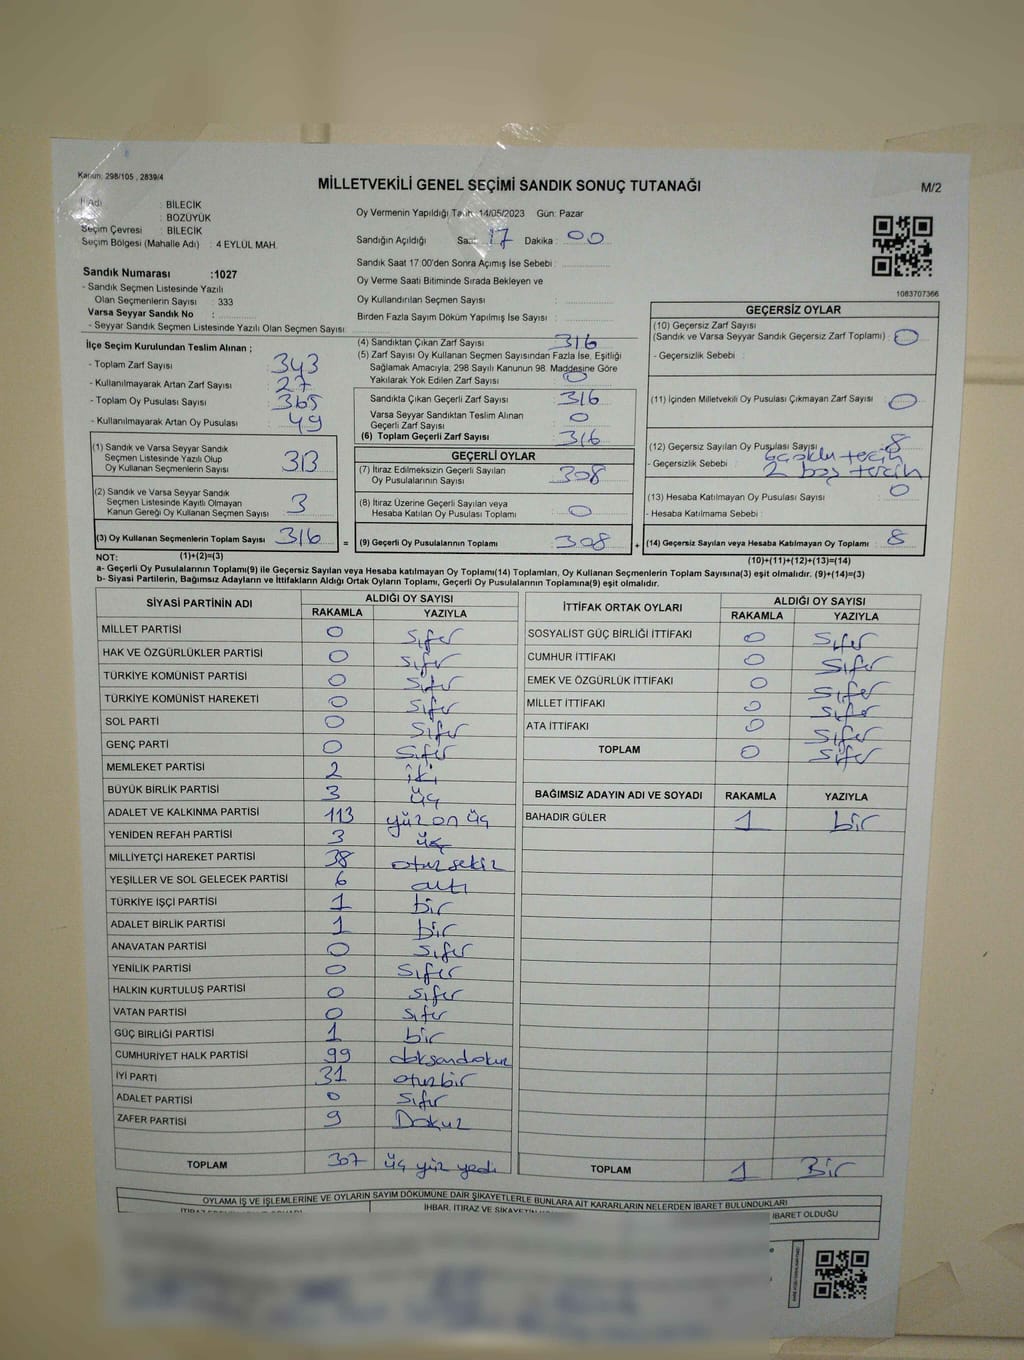 Kanun: 298/105 , 2839/4
MİLLETVEKİLİ GENEL SEÇİMİ SANDIK SONUÇ TUTANAĞI
M/2
İl Adı : BİLECİK
: BOZÜYÜK
Seçim Çevresi : BİLECİK
Seçim Bölgesi (Mahalle Adı) : 4 EYLÜL MAH.
Sandık Numarası :1027
- Sandık Seçmen Listesinde Yazılı
Olan Seçmenlerin Sayısı : 333
Varsa Seyyar Sandık No :
- Seyyar Sandık Seçmen Listesinde Yazılı Olan Seçmen Sayısı:
Oy Vermenin Yapıldığı Tarih: 14/05/2023 Gün: Pazar
Sandığın Açıldığı Saat: 17 Dakika : 00
Sandık Saat 17.00'den Sonra Açımış İse Sebebi :
Oy Verme Saati Bitiminde Sırada Bekleyen ve
Oy Kullandırılan Seçmen Sayısı :
Birden Fazla Sayım Döküm Yapılmış İse Sayısı :
1083707366
İlçe Seçim Kurulundan Teslim Alınan ;
- Toplam Zarf Sayısı : 343
- Kullanılmayarak Artan Zarf Sayısı : 27
- Toplam Oy Pusulası Sayısı : 365
- Kullanılmayarak Artan Oy Pusulası : 49
(1) Sandık ve Varsa Seyyar Sandık
Seçmen Listesinde Yazılı Olup
Oy Kullanan Seçmenlerin Sayısı : 313
(2) Sandık ve Varsa Seyyar Sandık
Seçmen Listesinde Kayıtlı Olmayan
Kanun Gereği Oy Kullanan Seçmen Sayısı : 3
(3) Oy Kullanan Seçmenlerin Toplam Sayısı : 316
=
(4) Sandıktan Çıkan Zarf Sayısı : 316
(5) Zarf Sayısı Oy Kullanan Seçmen Sayısından Fazla İse, Eşitliği
Sağlamak Amacıyla, 298 Sayılı Kanunun 98. Maddesine Göre
Yakılarak Yok Edilen Zarf Sayısı : 0
Sandıkta Çıkan Geçerli Zarf Sayısı : 316
Varsa Seyyar Sandıktan Teslim Alınan
Geçerli Zarf Sayısı : 0
(6) Toplam Geçerli Zarf Sayısı : 316
GEÇERLİ OYLAR
(7) İtiraz Edilmeksizin Geçerli Sayılan
Oy Pusulalarının Sayısı : 308
(8) İtiraz Üzerine Geçerli Sayılan veya
Hesaba Katılan Oy Pusulası Toplamı : 0
(9) Geçerli Oy Pusulalarının Toplamı : 308
+
GEÇERSİZ OYLAR
(10) Geçersiz Zarf Sayısı
(Sandık ve Varsa Seyyar Sandık Geçersiz Zarf Toplamı) : 0
- Geçersizlik Sebebi :
(11) İçinden Milletvekili Oy Pusulası Çıkmayan Zarf Sayısı : 0
(12) Geçersiz Sayılan Oy Pusulası Sayısı : 8
- Geçersizlik Sebebi : 6 çoklu tercih
2 boş tercih
(13) Hesaba Katılmayan Oy Pusulası Sayısı : 0
- Hesaba Katılmama Sebebi :
(14) Geçersiz Sayılan veya Hesaba Katılmayan Oy Toplamı : 8
NOT: (1)+(2)=(3)
(10)+(11)+(12)+(13)=(14)
a- Geçerli Oy Pusulalarının Toplamı(9) ile Geçersiz Sayılan veya Hesaba katılmayan Oy Toplamı(14) Toplamları, Oy Kullanan Seçmenlerin Toplam Sayısına(3) eşit olmalıdır. (9)+(14)=(3)
b- Siyasi Partilerin, Bağımsız Adayların ve İttifakların Aldığı Ortak Oyların Toplamı, Geçerli Oy Pusulalarının Toplamına(9) eşit olmalıdır.
SİYASİ PARTİNİN ADI ALDIĞI OY SAYISI
RAKAMLA YAZIYLA
MİLLET PARTİSİ 0 sıfır
HAK VE ÖZGÜRLÜKLER PARTİSİ 0 sıfır
TÜRKİYE KOMÜNİST PARTİSİ 0 sıfır
TÜRKİYE KOMÜNİST HAREKETİ 0 sıfır
SOL PARTİ 0 sıfır
GENÇ PARTİ 0 sıfır
MEMLEKET PARTİSİ 2 iki
BÜYÜK BİRLİK PARTİSİ 3 üç
ADALET VE KALKINMA PARTİSİ 113 yüz on üç
YENİDEN REFAH PARTİSİ 3 üç
MİLLİYETÇİ HAREKET PARTİSİ 38 otuzsekiz
YEŞİLLER VE SOL GELECEK PARTİSİ 6 altı
TÜRKİYE İŞÇİ PARTİSİ 1 bir
ADALET BİRLİK PARTİSİ 1 bir
ANAVATAN PARTİSİ 0 sıfır
YENİLİK PARTİSİ 0 sıfır
HALKIN KURTULUŞ PARTİSİ 0 sıfır
VATAN PARTİSİ 0 sıfır
GÜÇ BİRLİĞİ PARTİSİ 1 bir
CUMHURİYET HALK PARTİSİ 99 doksandokuz
İYİ PARTİ 31 otuzbir
ADALET PARTİSİ 0 sıfır
ZAFER PARTİSİ 9 Dokuz
TOPLAM 307 üç yüz yedi
İTTİFAK ORTAK OYLARI ALDIĞI OY SAYISI
RAKAMLA YAZIYLA
SOSYALİST GÜÇ BİRLİĞİ İTTİFAKI 0 sıfır
CUMHUR İTTİFAKI 0 sıfır
EMEK VE ÖZGÜRLÜK İTTİFAKI 0 sıfır
MİLLET İTTİFAKI 0 sıfır
ATA İTTİFAKI 0 sıfır
TOPLAM 0 sıfır
BAĞIMSIZ ADAYIN ADI VE SOYADI RAKAMLA YAZIYLA
BAHADIR GÜLER 1 bir
TOPLAM 1 Bir
OYLAMA İŞ VE İŞLEMLERİNE VE OYLARIN SAYIM DÖKÜMÜNE DAİR ŞİKAYETLERLE BUNLARA AİT KARARLARIN NELERDEN İBARET BULUNDUKLARI
İHBAR, İTİRAZ VE ŞİKAYETİN
İBARET OLDUĞU